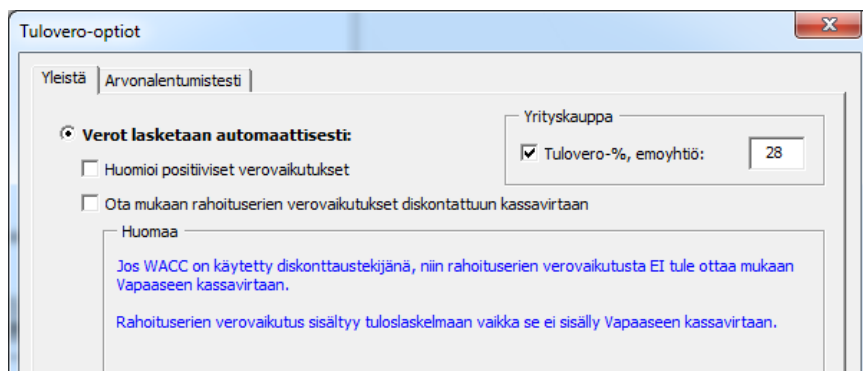 Tulovero-optiot
Yleistä
Arvonalentumistesti
Verot lasketaan automaattisesti:
Yrityskauppa
Tulovero-%, emoyhtiö:
28
Huomioi positiiviset verovaikutukset
Ota mukaan rahoituserien verovaikutukset diskontattuun kassavirtaan
Huomaa
Jos WACC on käytetty diskonttaustekijänä, niin rahoituserien verovaikutusta EI tule ottaa mukaan
Vapaaseen kassavirtaan.
Rahoituserien verovaikutus sisältyy tuloslaskelmaan vaikka se ei sisälly Vapaaseen kassavirtaan.